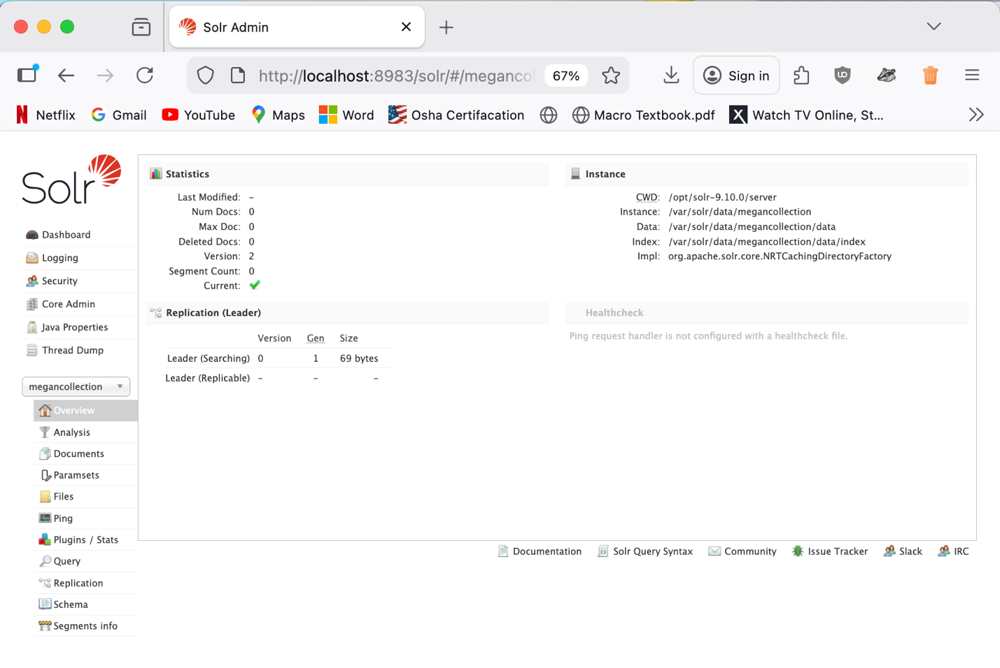 Solr Admin
http://localhost:8983/solr/#/meganco
67%
Sign in
Netflix
Gmail
YouTube
Maps
Word
Osha Certifacation
Macro Textbook.pdf
Watch TV Online, St...
Solr
Dashboard
Logging
Security
Core Admin
Java Properties
Thread Dump
megancollection
Overview
Analysis
Documents
Paramsets
Files
Ping
Plugins / Stats
Query
Replication
Schema
Segments info
Statistics
Last Modified: –
Num Docs: 0
Max Doc: 0
Deleted Docs: 0
Version: 2
Segment Count: 0
Current:
Instance
CWD: /opt/solr-9.10.0/server
Instance: /var/solr/data/megancollection
Data: /var/solr/data/megancollection/data
Index: /var/solr/data/megancollection/data/index
Impl: org.apache.solr.core.NRTCachingDirectoryFactory
Replication (Leader)
Version Gen Size
Leader (Searching) 0 1 69 bytes
Leader (Replicable) – – –
Healthcheck
Ping request handler is not configured with a healthcheck file.
Documentation Solr Query Syntax Community Issue Tracker Slack IRC